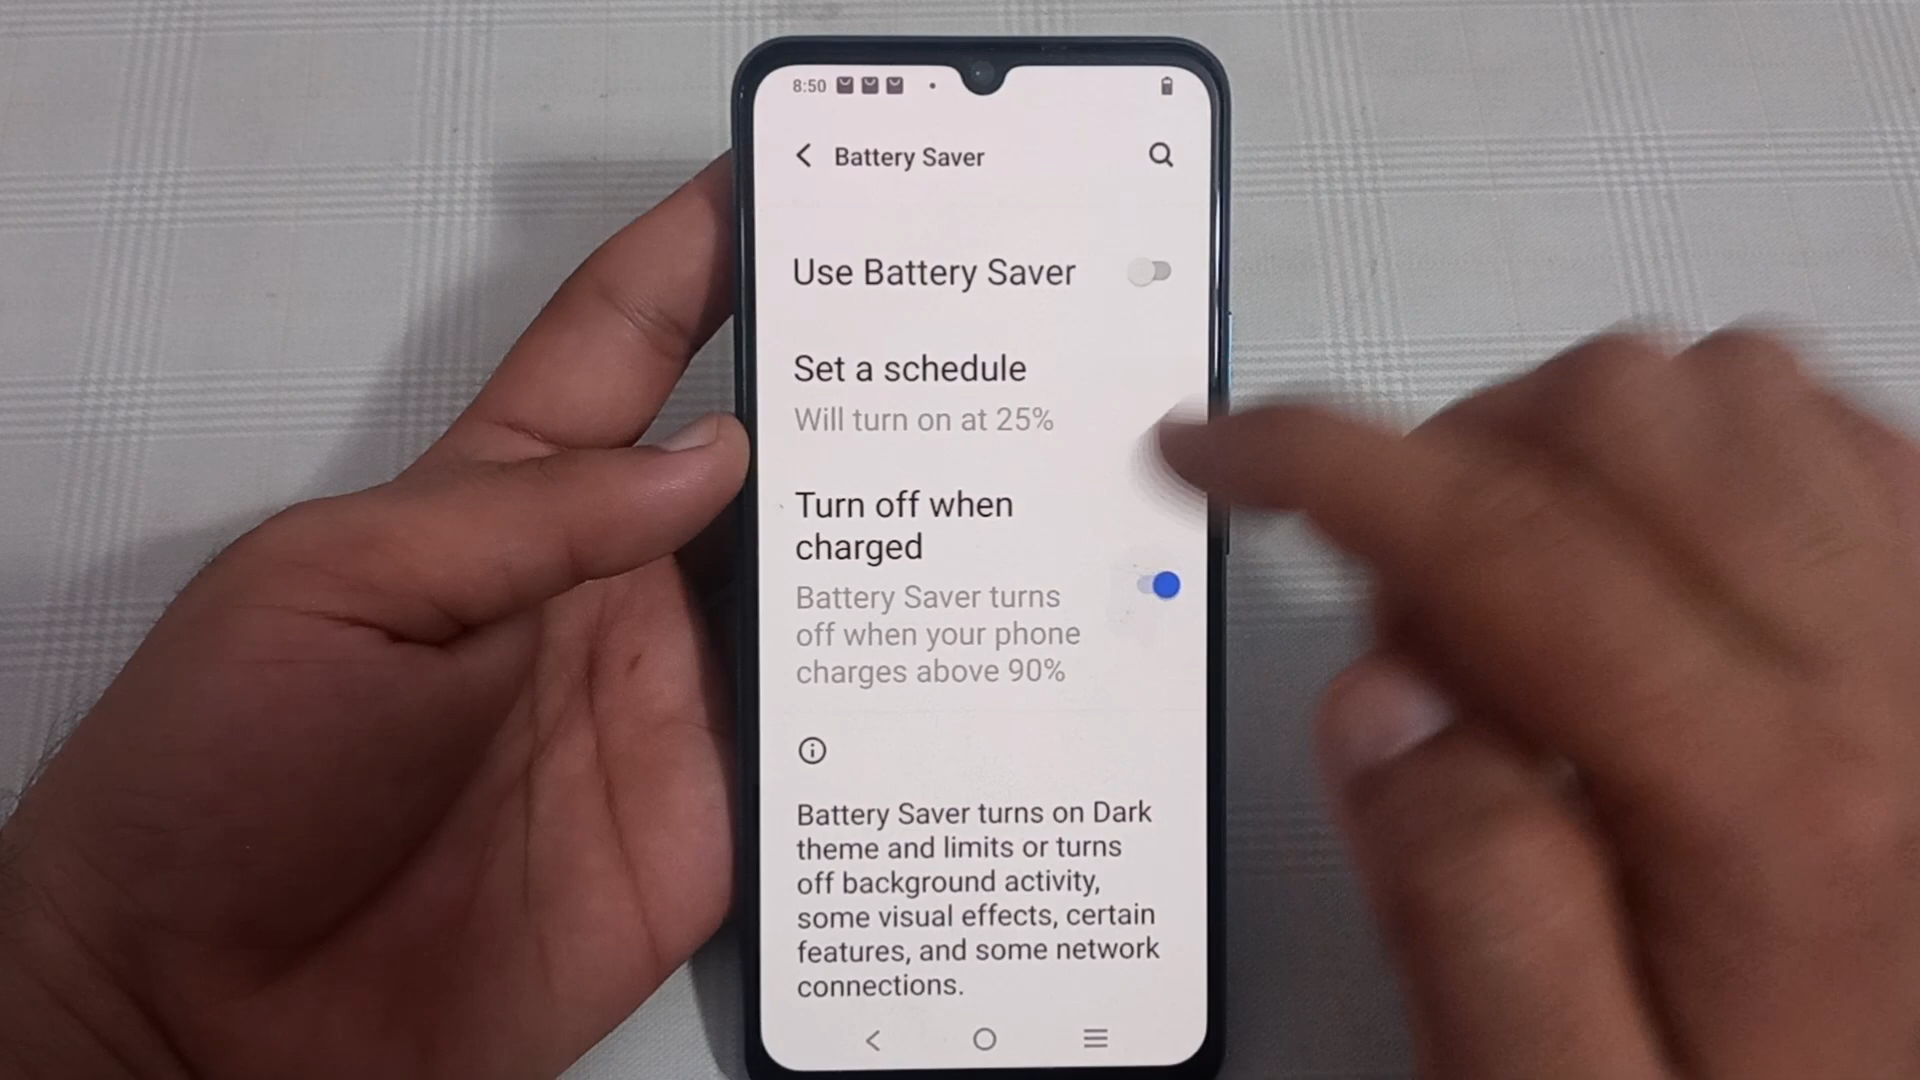 8:50
Battery Saver
Use Battery Saver
Set a schedule
Will turn on at 25%
Turn off when
charged
Battery Saver turns
off when your phone
charges above 90%
Battery Saver turns on Dark
theme and limits or turns
off background activity,
some visual effects, certain
features, and some network
connections.